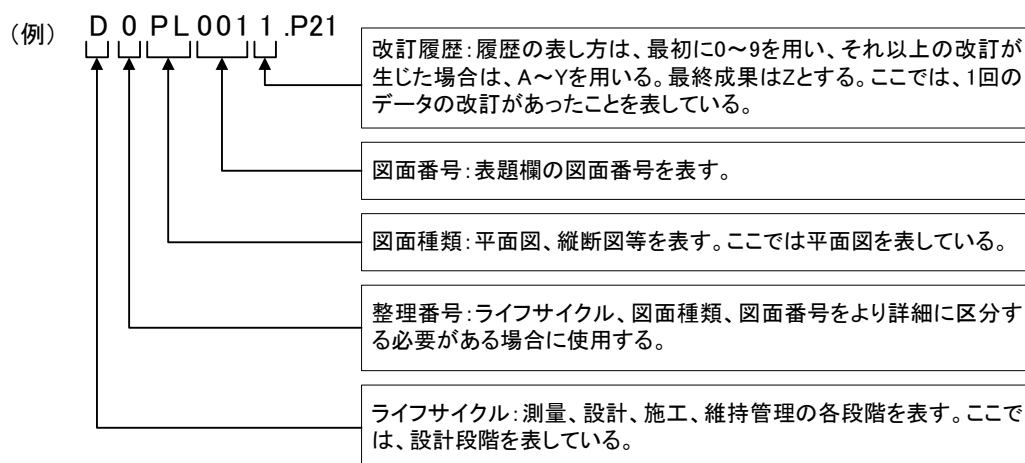 (例) D 0 PL 001 1 .P21
改訂履歴：履歴の表し方は、最初に0～9を用い、それ以上の改訂が
生じた場合は、A～Yを用いる。最終成果はZとする。ここでは、1回の
データの改訂があったことを表している。
図面番号：表題欄の図面番号を表す。
図面種類：平面図、縦断図等を表す。ここでは平面図を表している。
整理番号：ライフサイクル、図面種類、図面番号をより詳細に区分す
る必要がある場合に使用する。
ライフサイクル：測量、設計、施工、維持管理の各段階を表す。ここで
は、設計段階を表している。